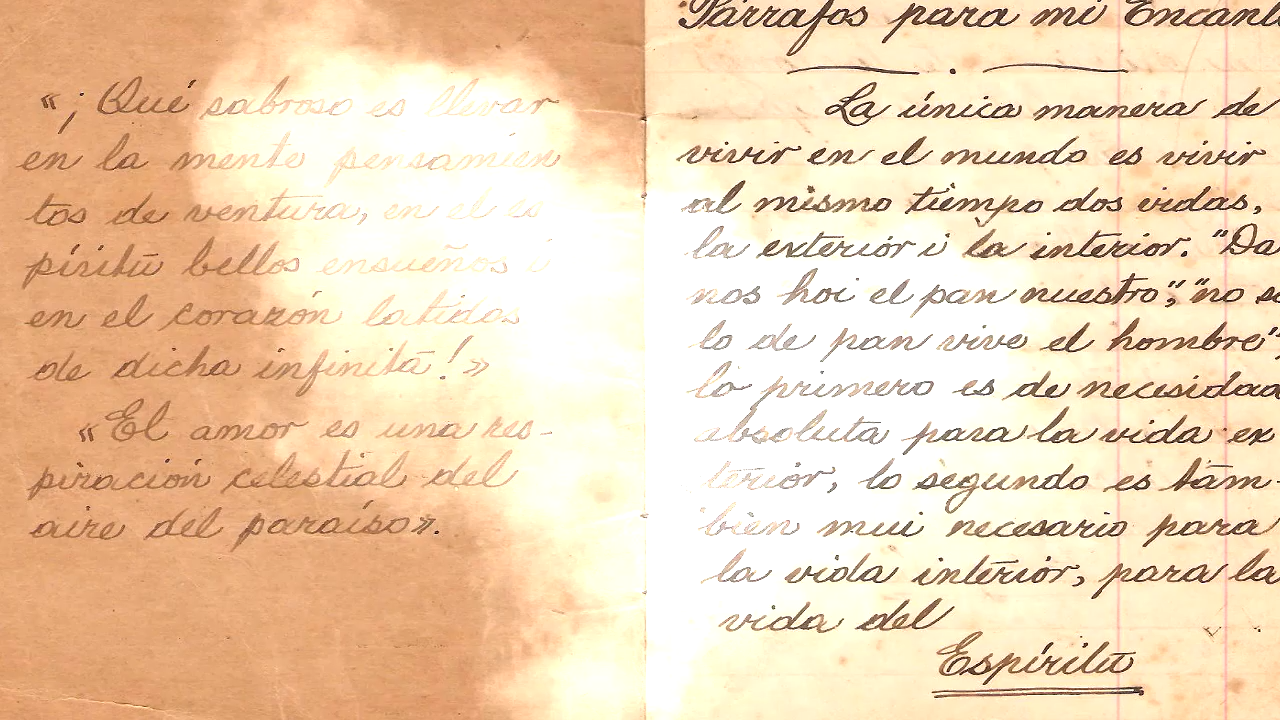 «¡Qué sabroso es llevar
en la mente pensamien
tos de ventura, en el es
píritu bellos ensueños i
en el corazón latidos
de dicha infinita!»
«El amor es una res-
piración celestial del
aire del paraíso».
Párrafos para mi
La única manera de
vivir en el mundo es vivir
al mismo tiempo dos vidas,
la exterior i la interior. "Da
nos hoi el pan nuestro", "no so
lo de pan vive el hombre",
lo primero es de necesidad
absoluta para la vida ex
terior, lo segundo es tam-
bien mui necesario para
la vida interior, para la
vida del
Espíritu